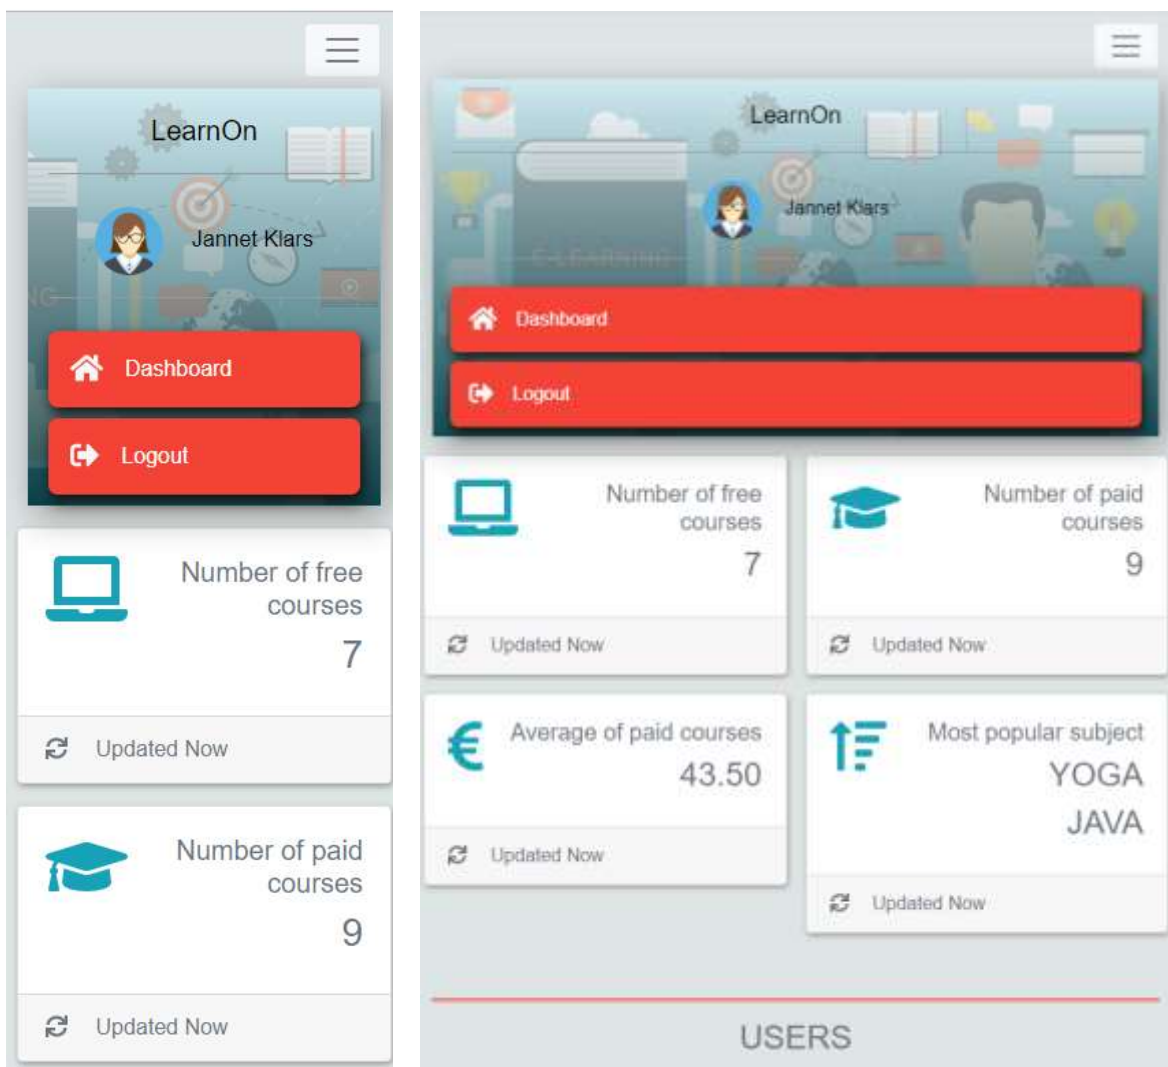 LearnOn
NG
Jannet Klars
Dashboard
Logout
Number of free
courses
7
Updated Now
Number of paid
courses
9
Updated Now
LearnOn
Jannet Klars
E-LEARNING
Dashboard
Logout
Number of free
courses
7
Updated Now
Number of paid
courses
9
Updated Now
Average of paid courses
43.50
Updated Now
Most popular subject
YOGA
JAVA
Updated Now
USERS